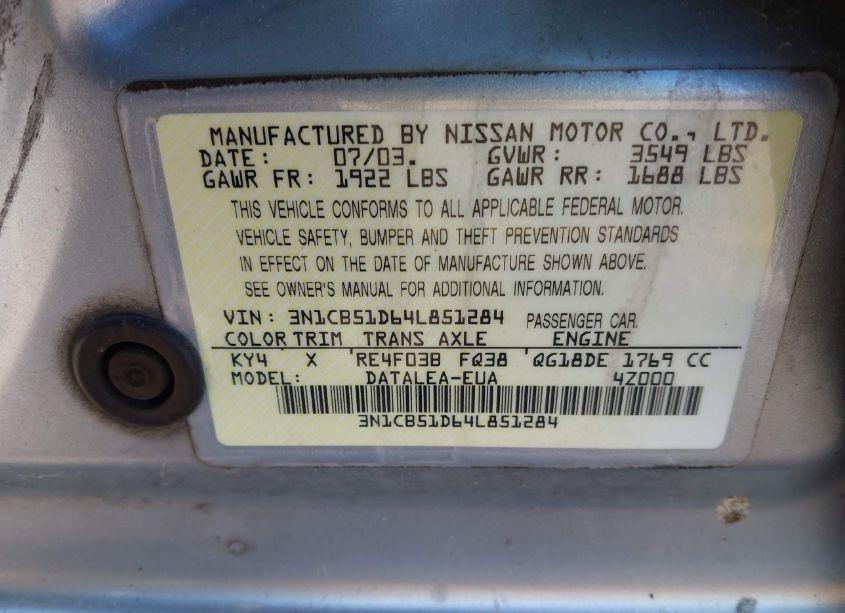 MANUFACTURED BY NISSAN MOTOR CO., LTD.
DATE: 07/03. GVWR: 3549 LBS
GAWR FR: 1922 LBS GAWR RR: 1688 LBS
THIS VEHICLE CONFORMS TO ALL APPLICABLE FEDERAL MOTOR.
VEHICLE SAFETY, BUMPER AND THEFT PREVENTION STANDARDS
IN EFFECT ON THE DATE OF MANUFACTURE SHOWN ABOVE.
SEE OWNER'S MANUAL FOR ADDITIONAL INFORMATION.
VIN: 3N1CB51D64L851284 PASSENGER CAR.
COLOR TRIM TRANS AXLE ENGINE
KY4 X RE4F03B FQ38 QG18DE 1769 CC
MODEL: DATALEA-EUA 4Z000
3N1CB51D64L851284